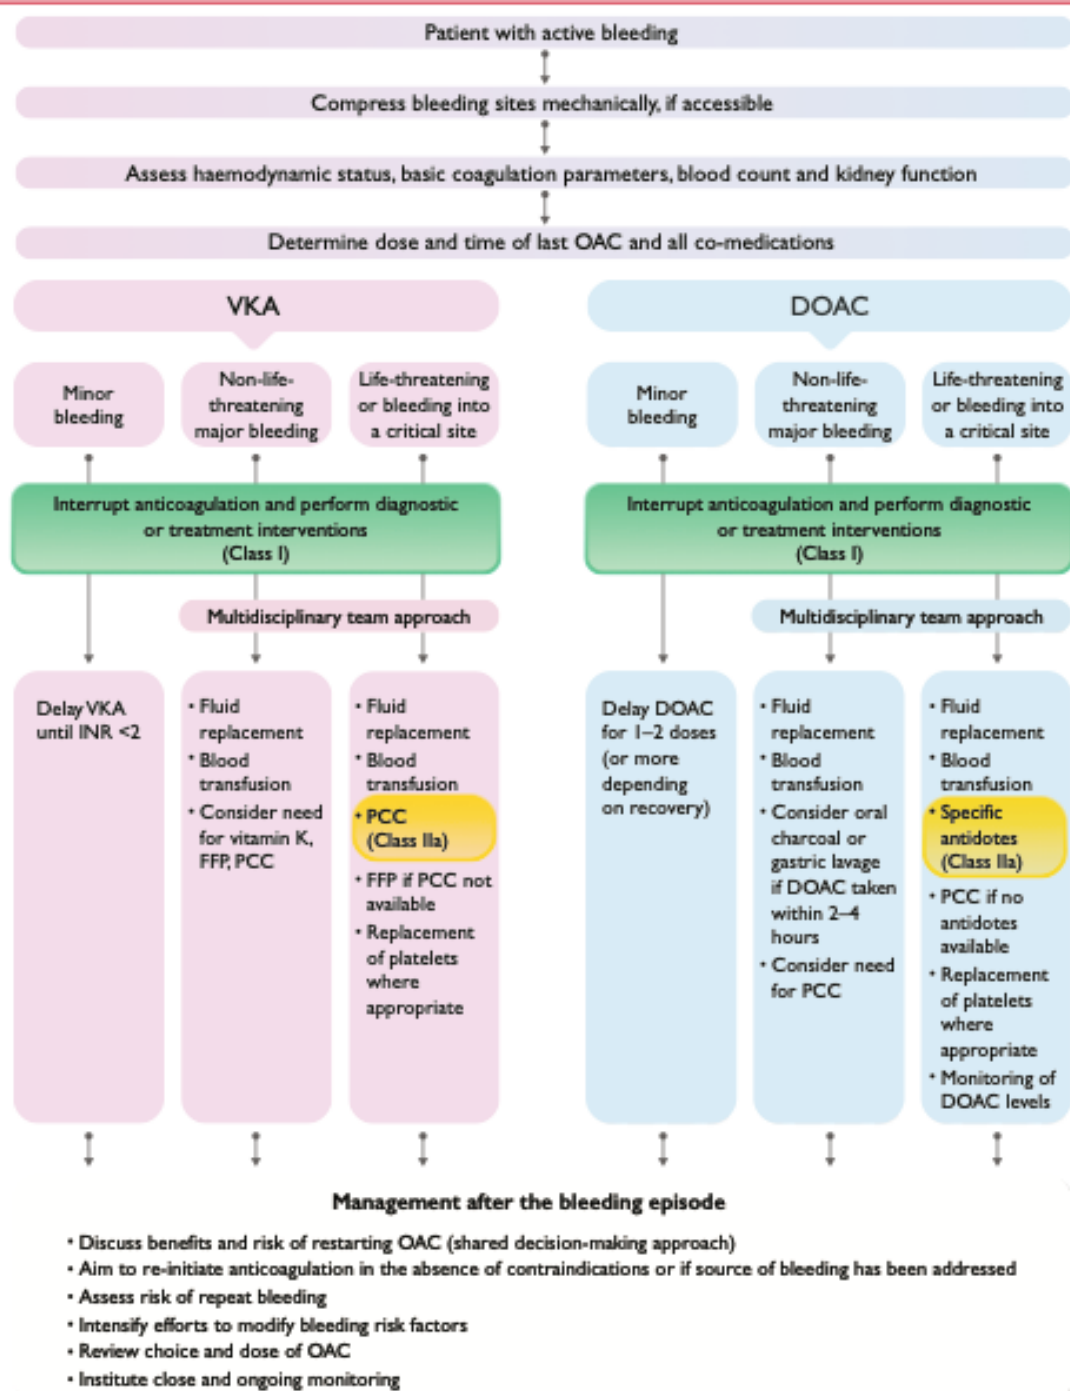 Patient with active bleeding
Compress bleeding sites mechanically, if accessible
Assess haemodynamic status, basic coagulation parameters, blood count and kidney function
Determine dose and time of last OAC and all co-medications
VKA
Minor
bleeding
Non-life-
threatening
major bleeding
Life-threatening
or bleeding into
a critical site
Interrupt anticoagulation and perform diagnostic
or treatment interventions
(Class I)
Multidisciplinary team approach
Delay VKA
until INR <2
• Fluid
replacement
• Blood
transfusion
• Consider need
for vitamin K,
FFP, PCC
• Fluid
replacement
• Blood
transfusion
• PCC
(Class IIa)
• FFP if PCC not
available
• Replacement
of platelets
where
appropriate
DOAC
Minor
bleeding
Non-life-
threatening
major bleeding
Life-threatening
or bleeding into
a critical site
Interrupt anticoagulation and perform diagnostic
or treatment interventions
(Class I)
Multidisciplinary team approach
Delay DOAC
for 1–2 doses
(or more
depending
on recovery)
• Fluid
replacement
• Blood
transfusion
• Consider oral
charcoal or
gastric lavage
if DOAC taken
within 2–4
hours
• Consider need
for PCC
• Fluid
replacement
• Blood
transfusion
• Specific
antidotes
(Class IIa)
• PCC if no
antidotes
available
• Replacement
of platelets
where
appropriate
• Monitoring of
DOAC levels
Management after the bleeding episode
• Discuss benefits and risk of restarting OAC (shared decision-making approach)
• Aim to re-initiate anticoagulation in the absence of contraindications or if source of bleeding has been addressed
• Assess risk of repeat bleeding
• Intensify efforts to modify bleeding risk factors
• Review choice and dose of OAC
• Institute close and ongoing monitoring